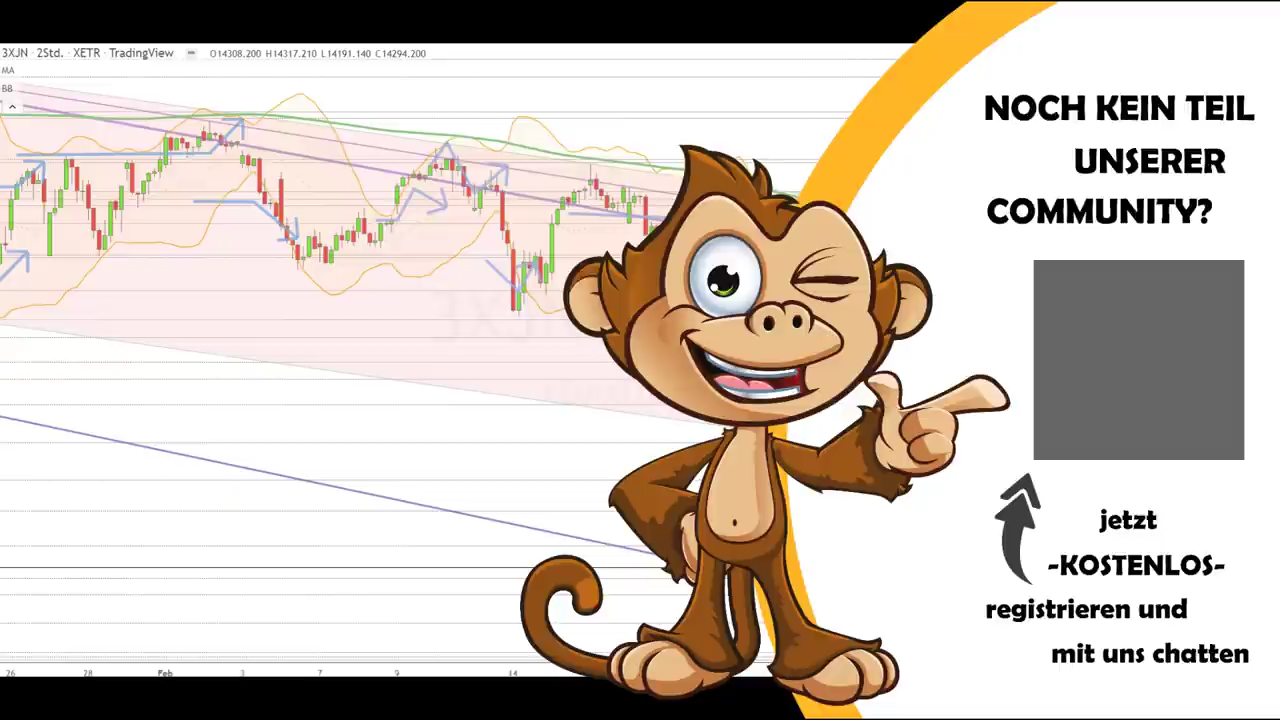 3XJN · 2Std. · XETR · TradingView O14308.200 H14317.210 L14191.140 C14294.200
MA
BB
26 28 Feb 3 7 9 14
NOCH KEIN TEIL
UNSERER
COMMUNITY?
jetzt
-KOSTENLOS-
registrieren und
mit uns chatten